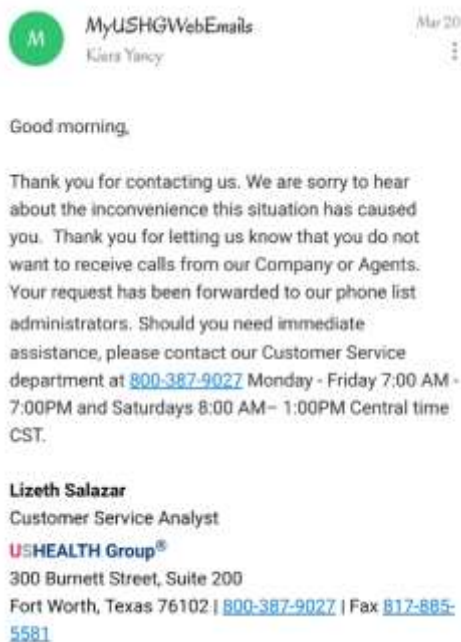 M
MyUSHGWebEmails
Mar 20
Kiera Yancy
Good morning,
Thank you for contacting us. We are sorry to hear
about the inconvenience this situation has caused
you.  Thank you for letting us know that you do not
want to receive calls from our Company or Agents.
Your request has been forwarded to our phone list
administrators. Should you need immediate
assistance, please contact our Customer Service
department at 800-387-9027 Monday - Friday 7:00 AM -
7:00PM and Saturdays 8:00 AM– 1:00PM Central time
CST.
Lizeth Salazar
Customer Service Analyst
USHEALTH Group®
300 Burnett Street, Suite 200
Fort Worth, Texas 76102 | 800-387-9027 | Fax 817-885-
5581